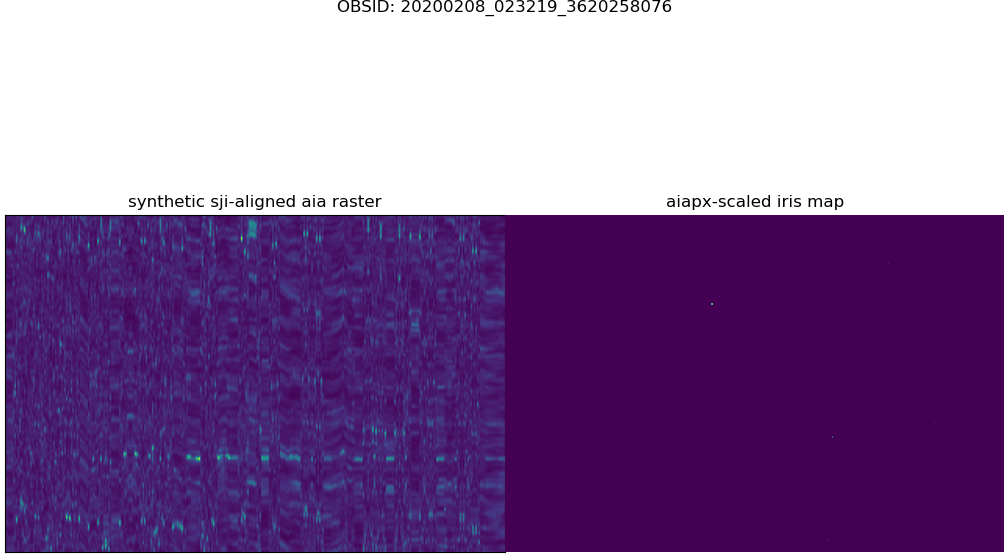 OBSID: 20200208_023219_3620258076
synthetic sji-aligned aia raster
aiapx-scaled iris map